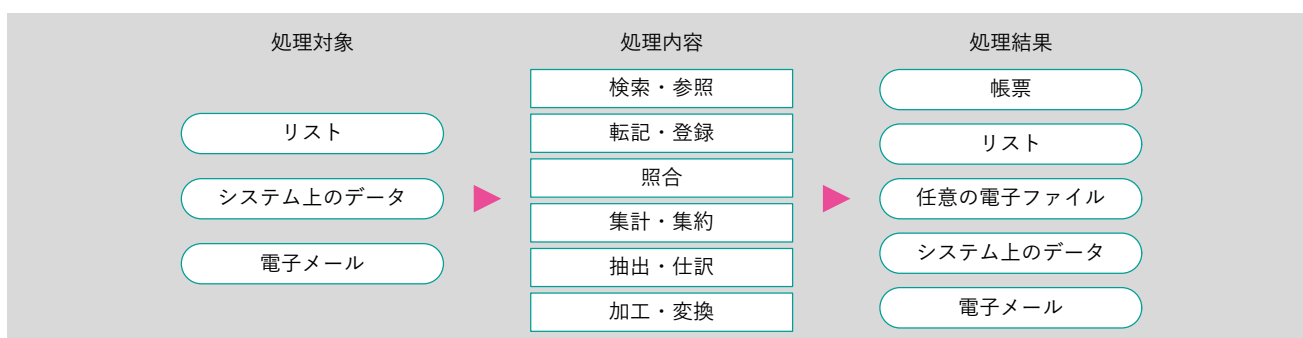 処理対象
リスト
システム上のデータ
電子メール
処理内容
検索・参照
転記・登録
照合
集計・集約
抽出・仕訳
加工・変換
処理結果
帳票
リスト
任意の電子ファイル
システム上のデータ
電子メール